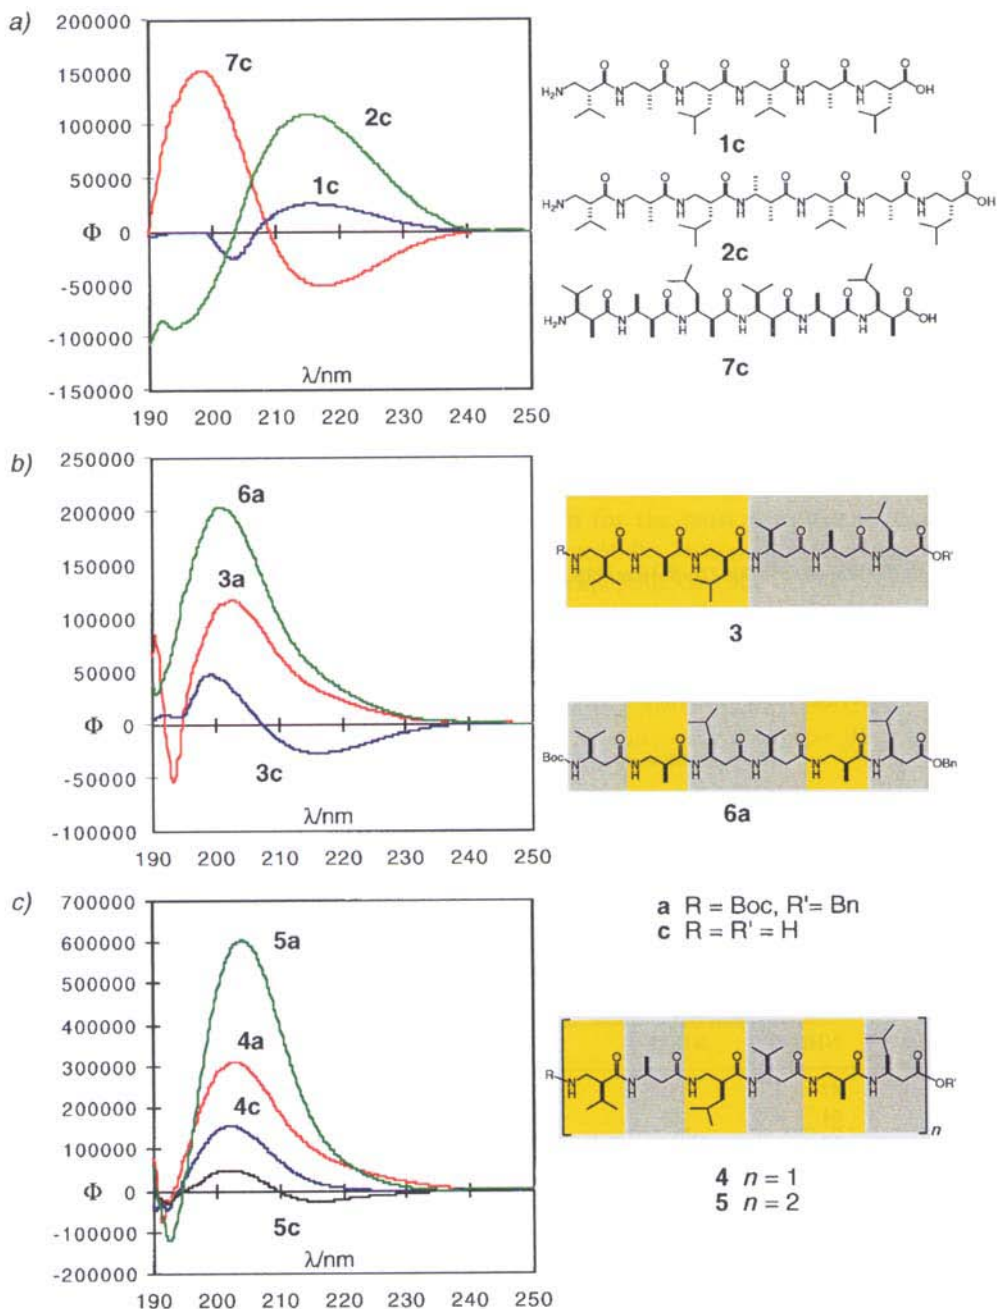 a)
200000
150000
100000
50000
Φ 0
-50000
-100000
-150000
7c
2c
1c
λ/nm
190 200 210 220 230 240 250
H₂N O N H O N H O N H O N H O N H O OH
1c
H₂N O N H O N H O N H O N H O N H O N H O OH
2c
H₂N O N H O N H O N H O N H O N H O OH
7c
b)
250000
200000
150000
100000
50000
Φ 0
-50000
-100000
6a
3a
3c
λ/nm
190 200 210 220 230 240 250
R N H O N H O N H O N H O N H O N H O OR'
3
Boc N H O N H O N H O N H O N H O N H O OBn
6a
c)
700000
600000
500000
400000
300000
200000
100000
Φ 0
-100000
-200000
5a
4a
4c
5c
λ/nm
190 200 210 220 230 240 250
a R = Boc, R' = Bn
c R = R' = H
R N H O N H O N H O N H O N H O N H O OR' n
4 n = 1
5 n = 2